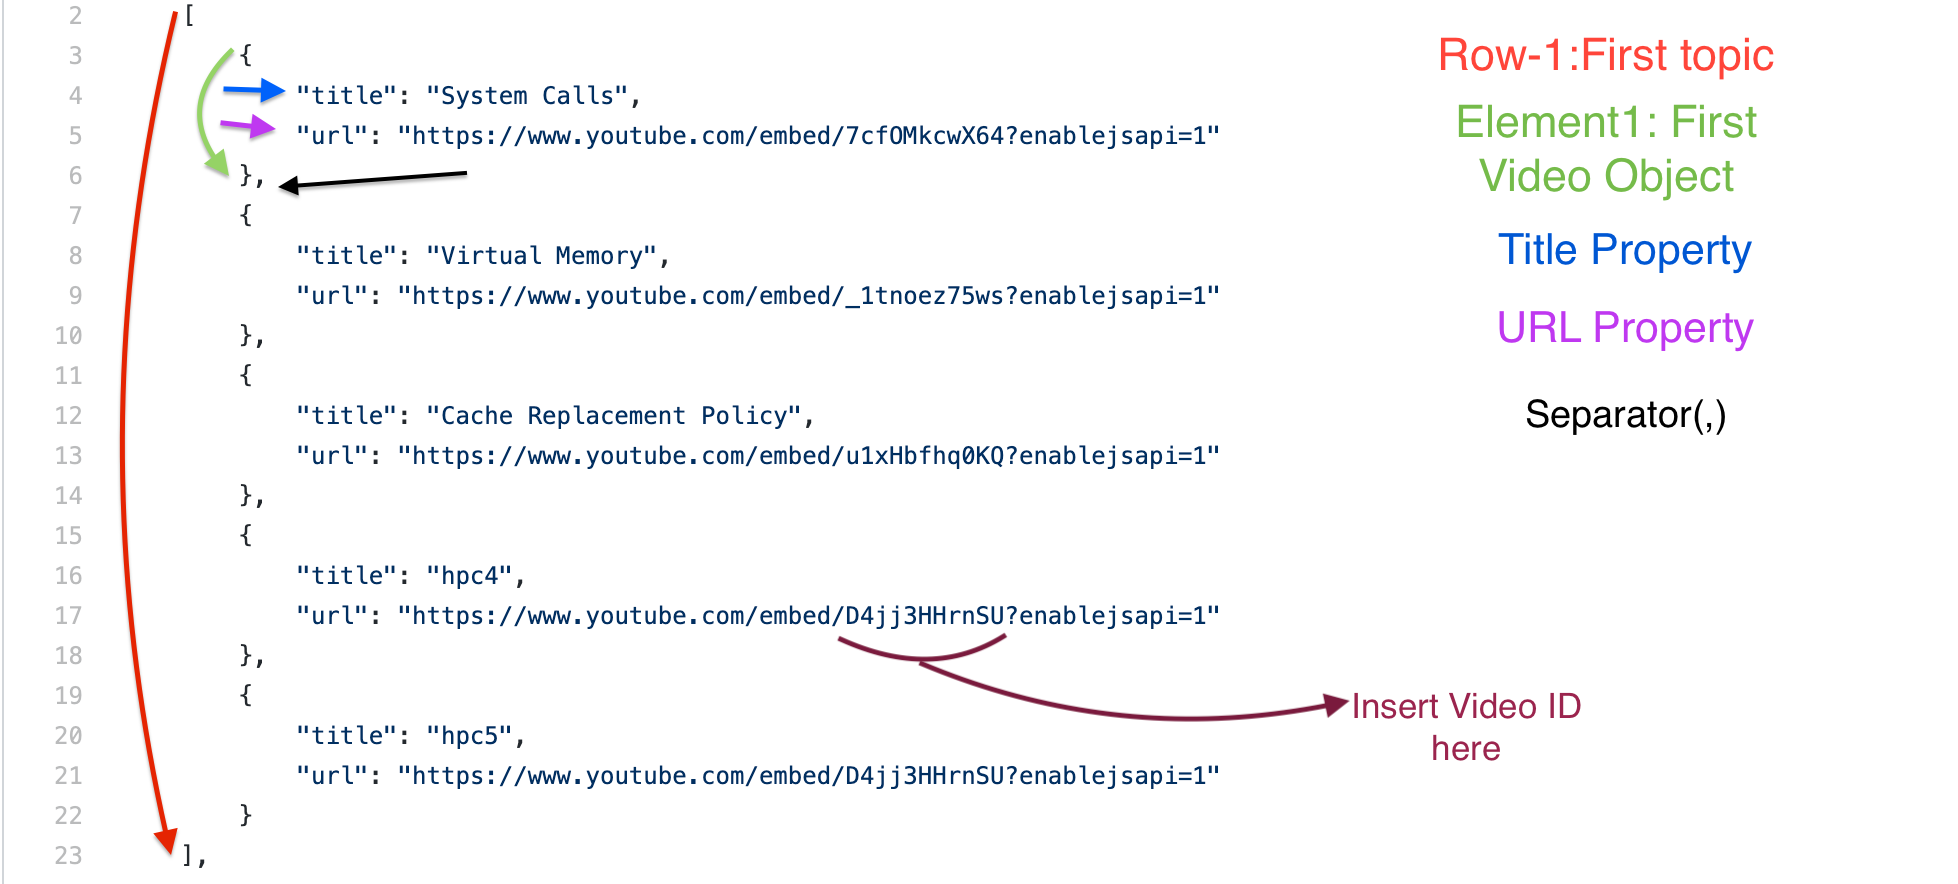 2 [
3 {
4 "title": "System Calls",
5 "url": "https://www.youtube.com/embed/7cfOMkcwX64?enablejsapi=1"
6 },
7 {
8 "title": "Virtual Memory",
9 "url": "https://www.youtube.com/embed/_1tnoez75ws?enablejsapi=1"
10 },
11 {
12 "title": "Cache Replacement Policy",
13 "url": "https://www.youtube.com/embed/u1xHbfhq0KQ?enablejsapi=1"
14 },
15 {
16 "title": "hpc4",
17 "url": "https://www.youtube.com/embed/D4jj3HHrnSU?enablejsapi=1"
18 },
19 {
20 "title": "hpc5",
21 "url": "https://www.youtube.com/embed/D4jj3HHrnSU?enablejsapi=1"
22 }
23 ],
Row-1:First topic
Element1: First
Video Object
Title Property
URL Property
Separator(,)
Insert Video ID
here